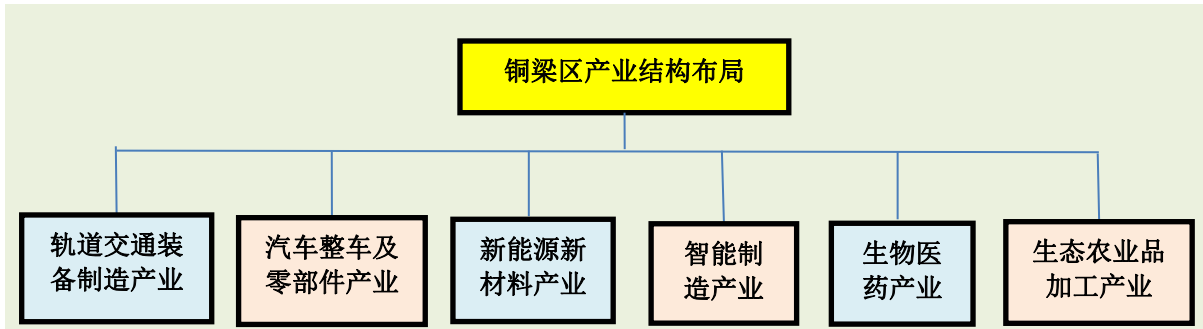 铜梁区产业结构布局
轨道交通装
备制造产业
汽车整车及
零部件产业
新能源新
材料产业
智能制
造产业
生物医
药产业
生态农业品
加工产业